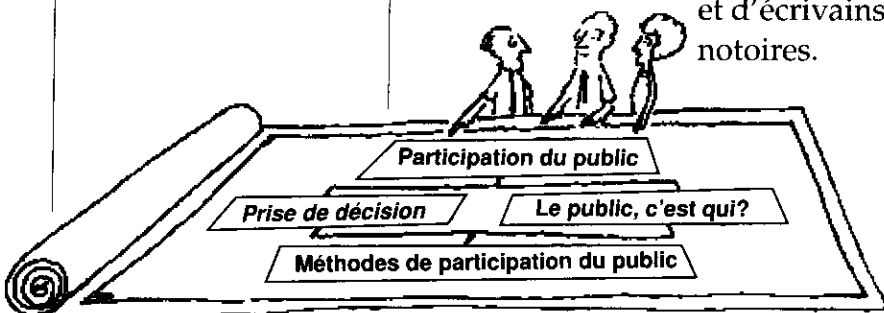 et d'écrivains
notoires.
Participation du public
Prise de décision
Le public, c'est qui?
Méthodes de participation du public